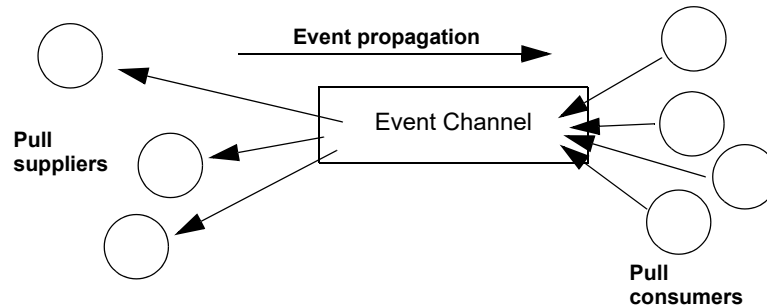 Event propagation
Event Channel
Pull
suppliers
Pull
consumers